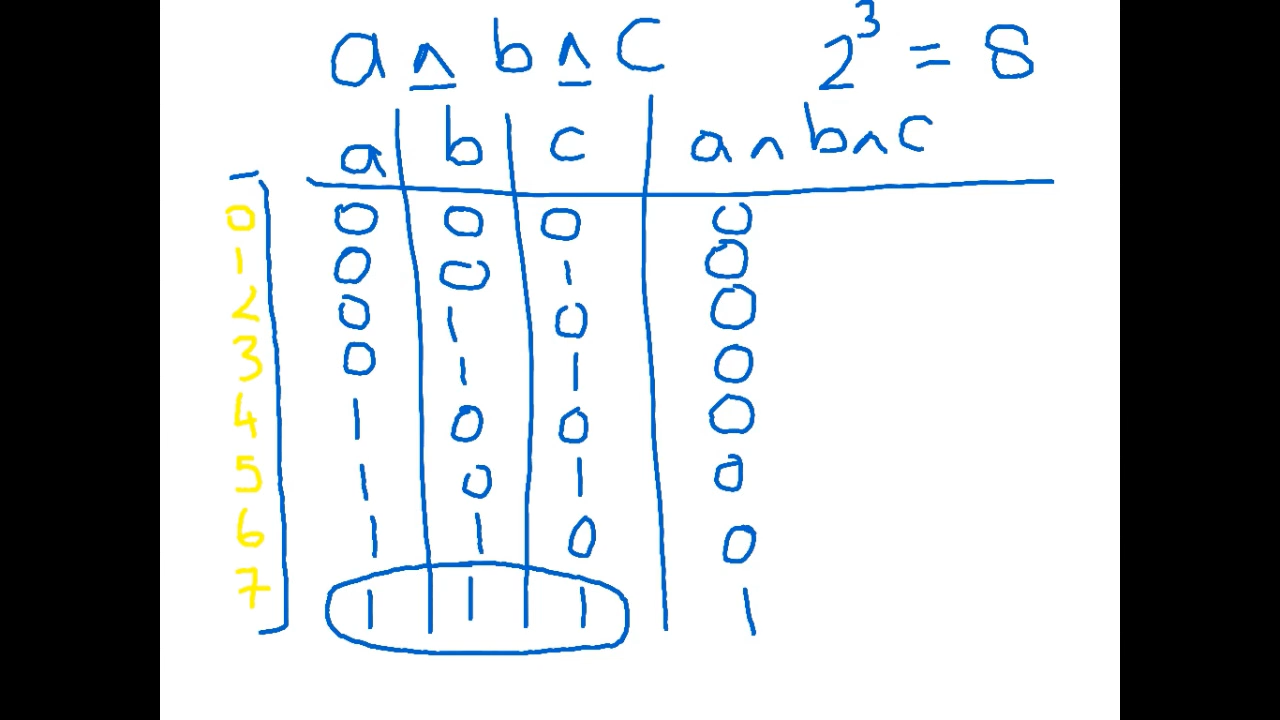 a ∧ b ∧ C 2³ = 8
a b c a ∧ b ∧ c
0 0 0 0 0
1 0 0 1 0
2 0 1 0 0
3 0 1 1 0
4 1 0 0 0
5 1 0 1 0
6 1 1 0 0
7 1 1 1 1